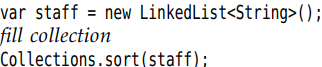 var staff = new LinkedList<String>();
fill collection
Collections.sort(staff);